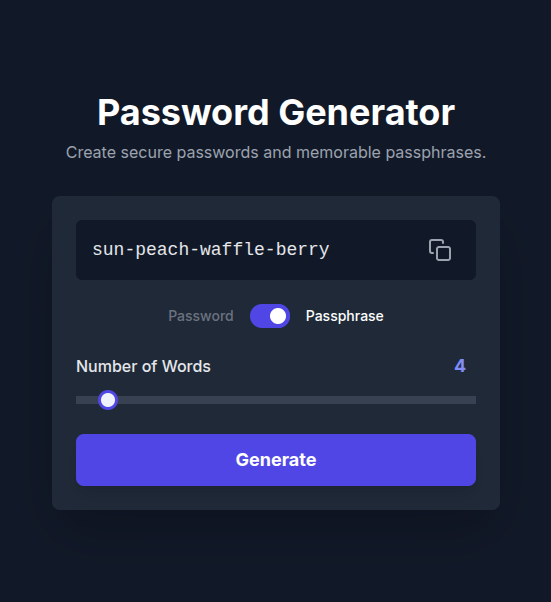 Password Generator
Create secure passwords and memorable passphrases.
sun-peach-waffle-berry
Password Passphrase
Number of Words 4
Generate